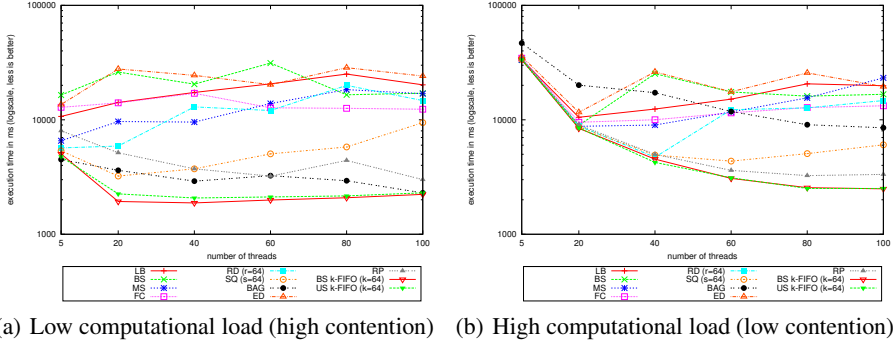 100000
10000
1000
execution time in ms (logscale, less is better)
5 20 40 60 80 100
number of threads
LB
BS
MS
FC
RD (r=64)
SQ (s=64)
BAG
ED
RP
BS k-FIFO (k=64)
US k-FIFO (k=64)
(a) Low computational load (high contention)
100000
10000
1000
execution time in ms (logscale, less is better)
5 20 40 60 80 100
number of threads
LB
BS
MS
FC
RD (r=64)
SQ (s=64)
BAG
ED
RP
BS k-FIFO (k=64)
US k-FIFO (k=64)
(b) High computational load (low contention)